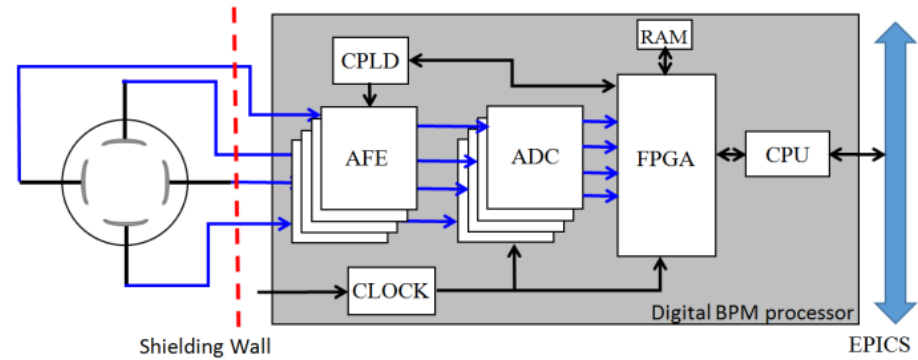 RAM
CPLD
AFE
ADC
FPGA
CPU
CLOCK
Digital BPM processor
Shielding Wall
EPICS